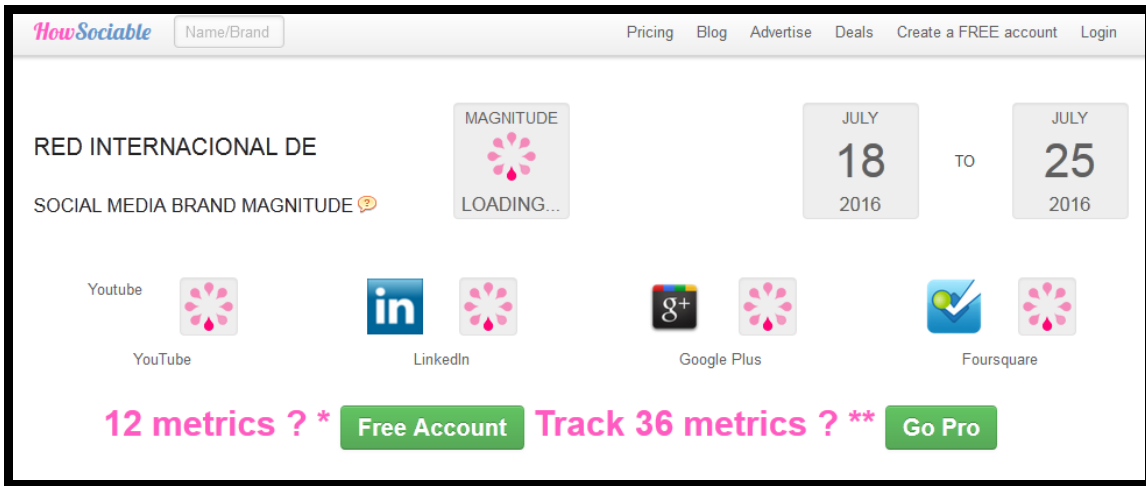 HowSociable Name/Brand Pricing Blog Advertise Deals Create a FREE account Login
MAGNITUDE
LOADING...
JULY
18
2016
TO
JULY
25
2016
RED INTERNACIONAL DE
SOCIAL MEDIA BRAND MAGNITUDE ?
Youtube
YouTube
in
LinkedIn
g+
Google Plus
Foursquare
12 metrics ? * Free Account Track 36 metrics ? ** Go Pro